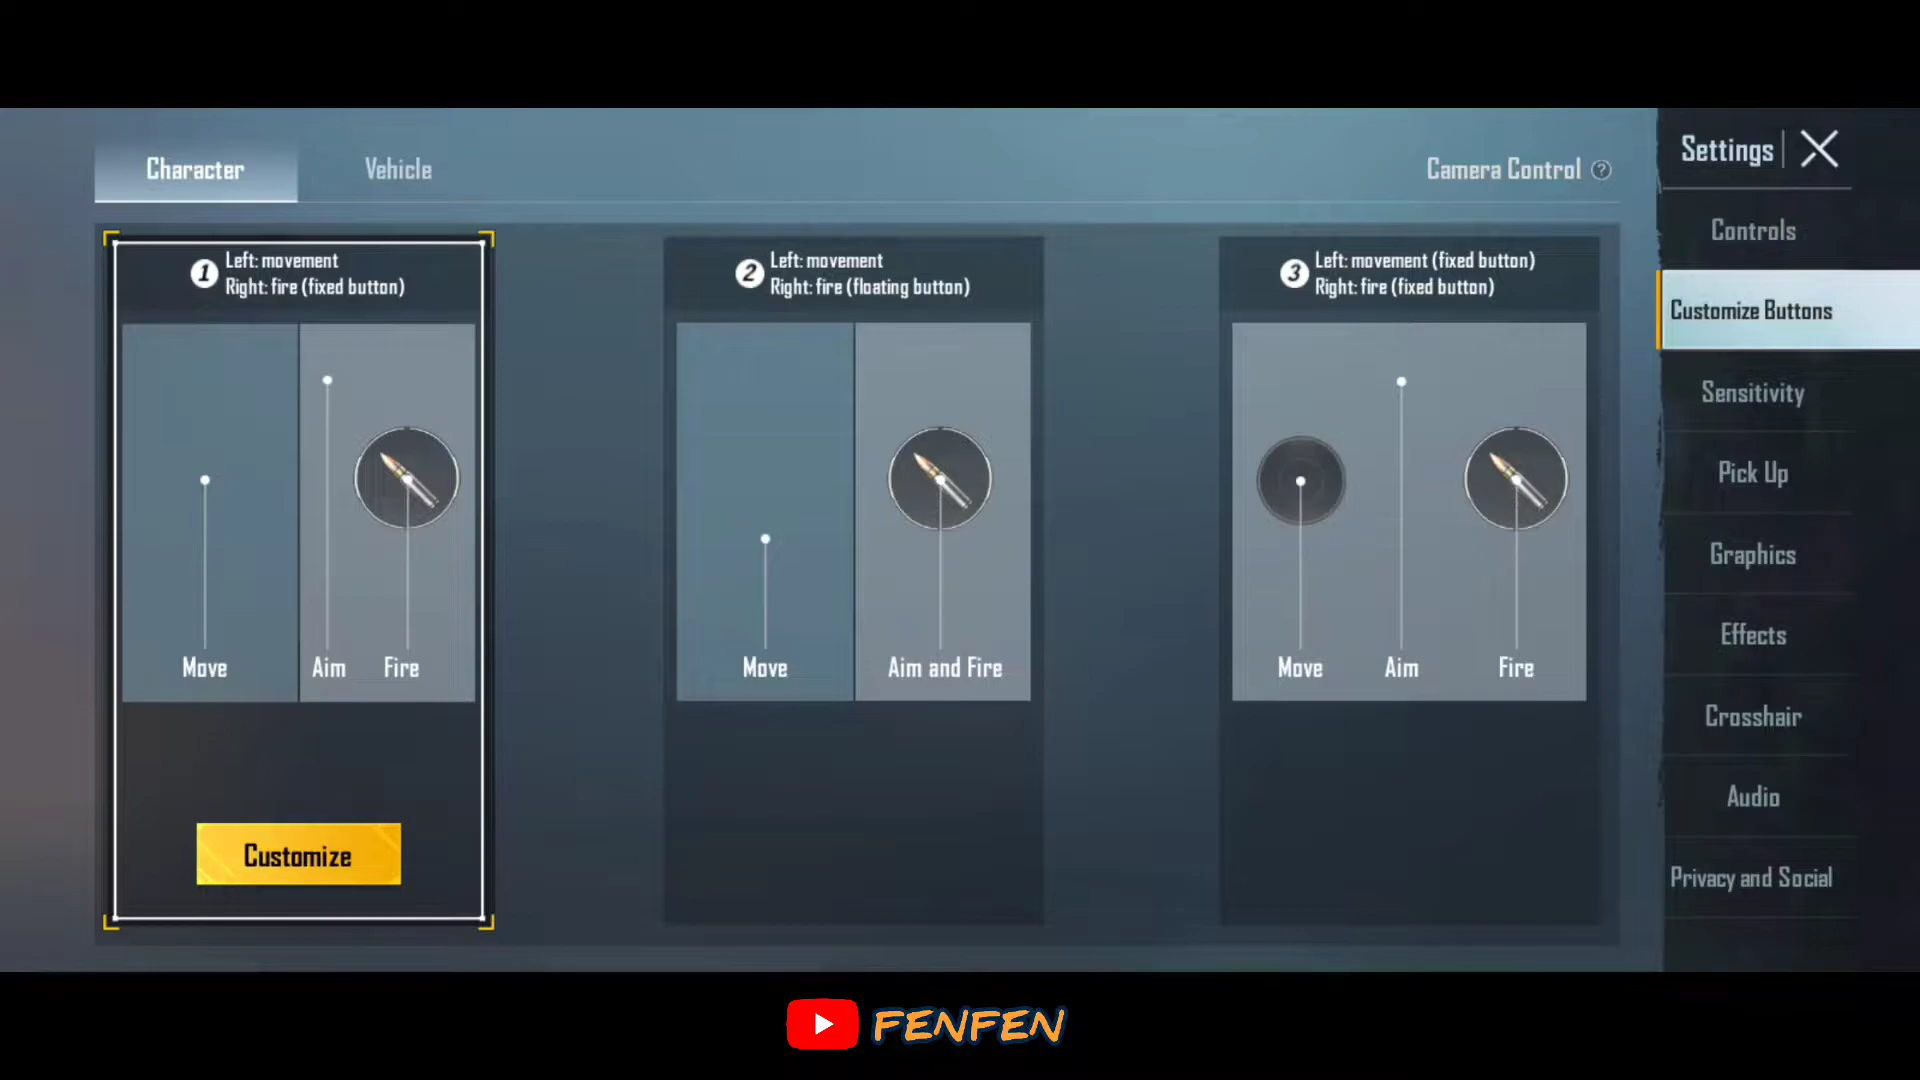 Character
Vehicle
Camera Control ?
Settings
1 Left: movement
Right: fire (fixed button)
Move
Aim
Fire
Customize
2 Left: movement
Right: fire (floating button)
Move
Aim and Fire
3 Left: movement (fixed button)
Right: fire (fixed button)
Move
Aim
Fire
Controls
Customize Buttons
Sensitivity
Pick Up
Graphics
Effects
Crosshair
Audio
Privacy and Social
FENFEN